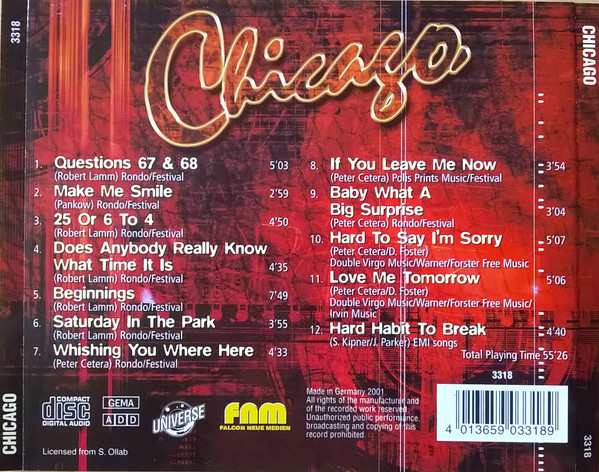 3318
CHICAGO
Chicago
1. Questions 67 & 68 5'03
(Robert Lamm) Rondo/Festival
2. Make Me Smile 2'59
(Pankow) Rondo/Festival
3. 25 Or 6 To 4 4'50
(Robert Lamm) Rondo/Festival
4. Does Anybody Really Know
What Time It Is 4'35
(Robert Lamm) Rondo/Festival
5. Beginnings 7'49
(Robert Lamm) Rondo/Festival
6. Saturday In The Park 3'55
(Robert Lamm) Rondo/Festival
7. Whishing You Where Here 4'33
(Peter Cetera) Rondo/Festival
8. If You Leave Me Now 3'54
(Peter Cetera) Polls Prints Music/Festival
9. Baby What A
Big Surprise 3'04
(Peter Cetera) Rondo/Festival
10. Hard To Say I'm Sorry 5'07
(Peter Cetera/D. Foster)
Double Virgo Music/Warner/Forster Free Music
11. Love Me Tomorrow 5'06
(Peter Cetera/D. Foster)
Double Virgo Music/Warner/Forster Free Music/
Irvin Music
12. Hard Habit To Break 4'40
(S. Kipner/J. Parker) EMI songs
Total Playing Time 55'26
3318
COMPACT
disc
DIGITAL AUDIO
GEMA
ADD
UNIVERSE
FNM
FALCON NEUE MEDIEN
Made in Germany 2001.
All rights of the manufacturer and
of the recorded work reserved.
Unauthorized public performance,
broadcasting and copying of this
record prohibited.
4 013659 033189
Licensed from S. Ollab
CHICAGO
3318